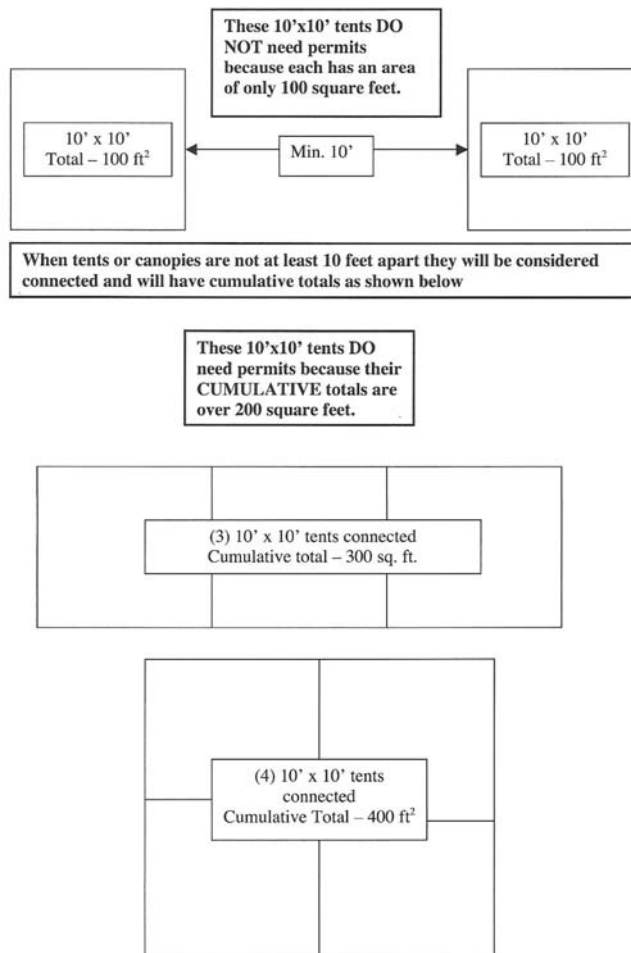 These 10’x10’ tents DO
NOT need permits
because each has an area
of only 100 square feet.
10’ x 10’
Total – 100 ft²
Min. 10’
10’ x 10’
Total – 100 ft²
When tents or canopies are not at least 10 feet apart they will be considered
connected and will have cumulative totals as shown below
These 10’x10’ tents DO
need permits because their
CUMULATIVE totals are
over 200 square feet.
(3) 10’ x 10’ tents connected
Cumulative total – 300 sq. ft.
(4) 10’ x 10’ tents
connected
Cumulative Total – 400 ft²